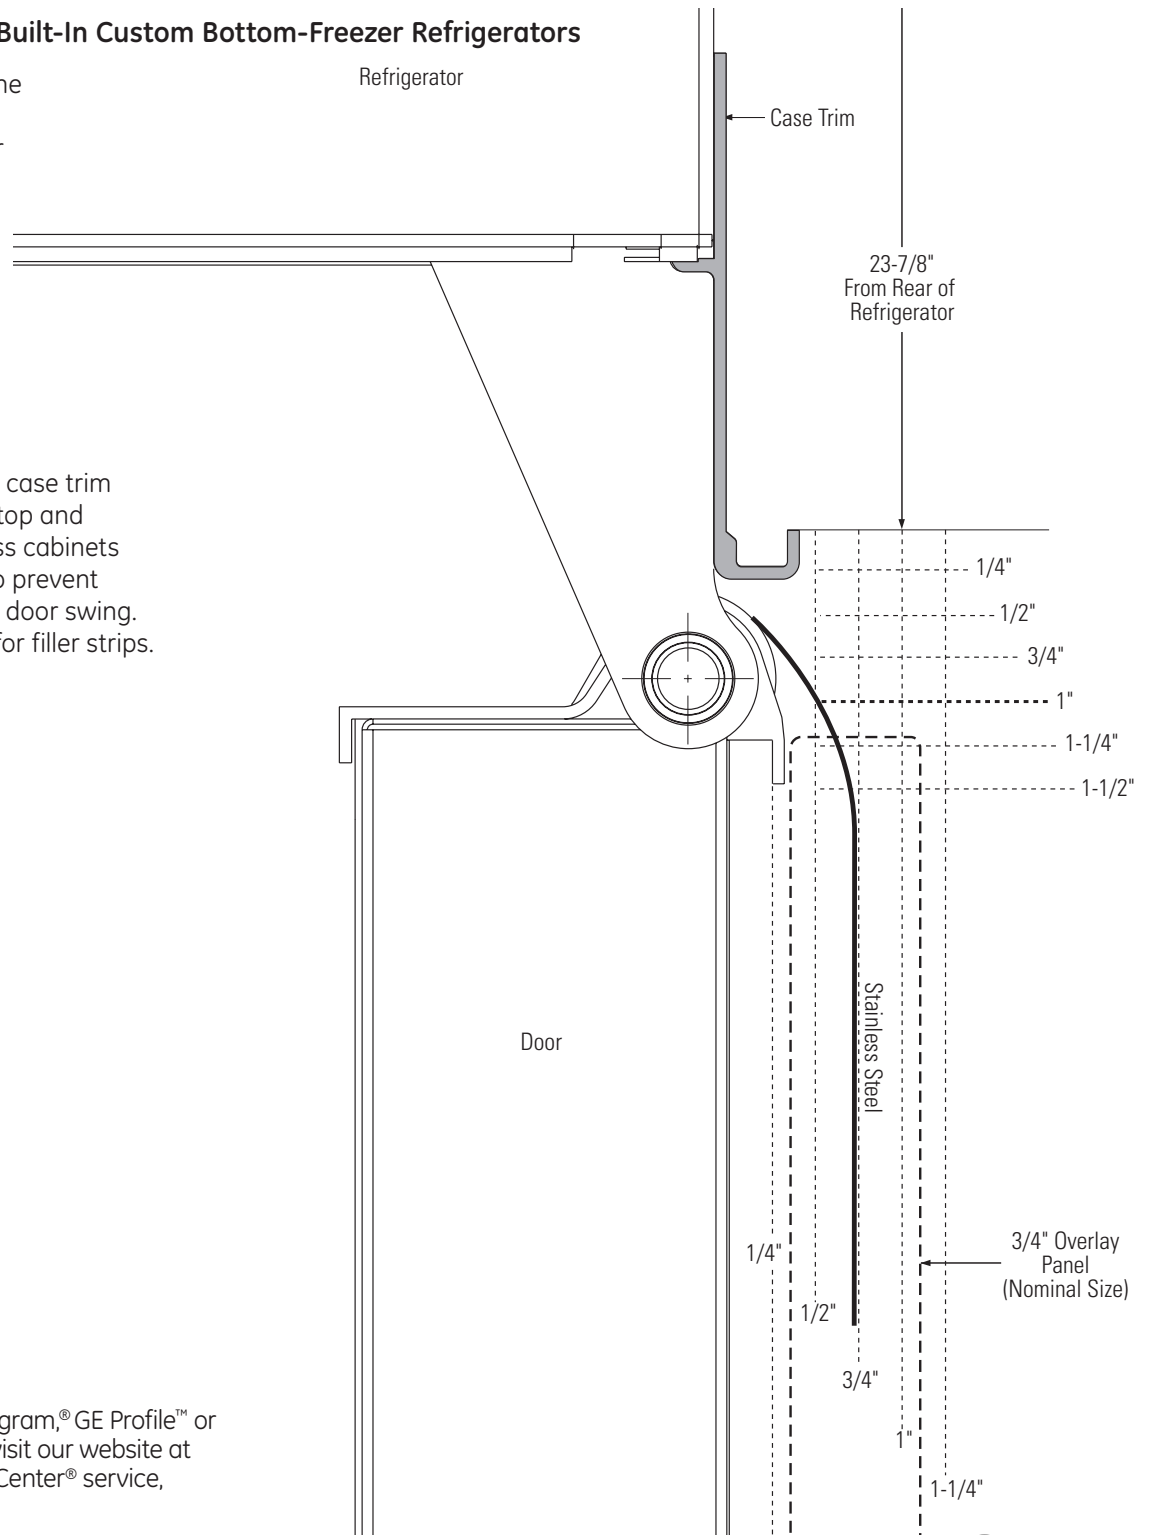 Built-In Custom Bottom-Freezer Refrigerators
Refrigerator
Case Trim
23-7/8"
From Rear of
Refrigerator
case trim
top and
cabinets
prevent
door swing.
for filler strips.
1/4"
1/2"
3/4"
1"
1-1/4"
1-1/2"
Door
Stainless Steel
1/4"
1/2"
3/4"
1"
1-1/4"
3/4" Overlay
Panel
(Nominal Size)
GE Profile™ or
visit our website at
Center® service,